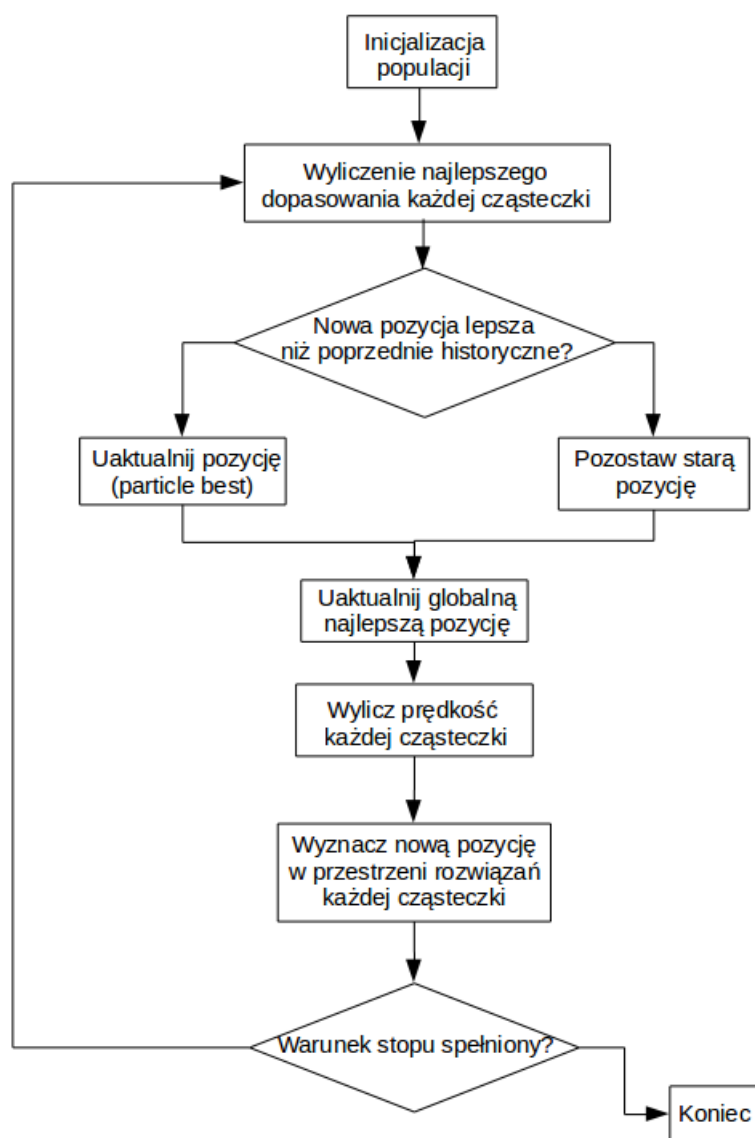 Inicjalizacja
populacji
Wyliczenie najlepszego
dopasowania każdej cząsteczki
Nowa pozycja lepsza
niż poprzednie historyczne?
Uaktualnij pozycję
(particle best)
Pozostaw starą
pozycję
Uaktualnij globalną
najlepszą pozycję
Wylicz prędkość
każdej cząsteczki
Wyznacz nową pozycję
w przestrzeni rozwiązań
każdej cząsteczki
Warunek stopu spełniony?
Koniec